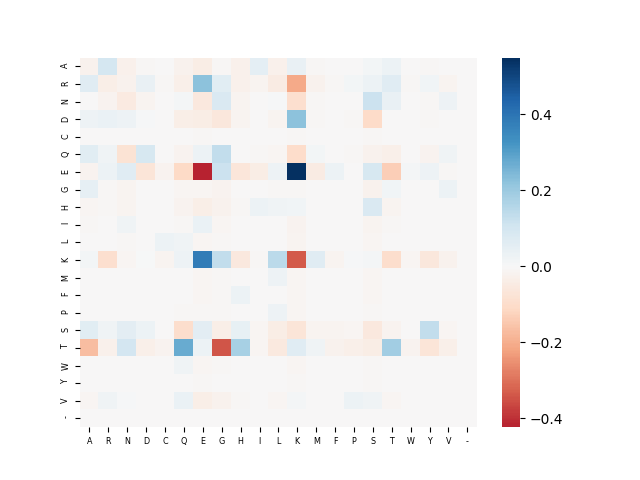 A
R
N
D
C
Q
E
G
H
I
L
K
M
F
P
S
T
W
Y
V
-
A R N D C Q E G H I L K M F P S T W Y V -
0.4
0.2
0.0
−0.2
−0.4